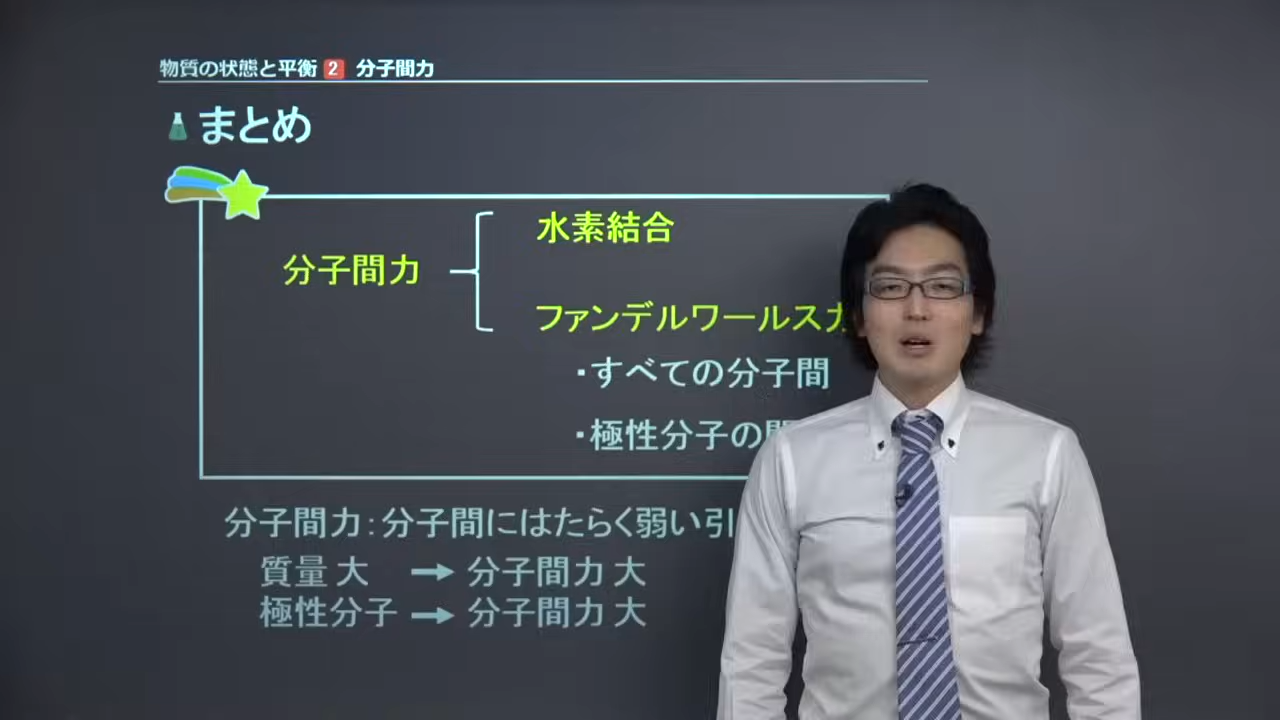 物質の状態と平衡 2 分子間力
まとめ
分子間力
水素結合
ファンデルワールス力
・すべての分子間
・極性分子の間
分子間力：分子間にはたらく弱い引
質量 大 → 分子間力 大
極性分子 → 分子間力 大